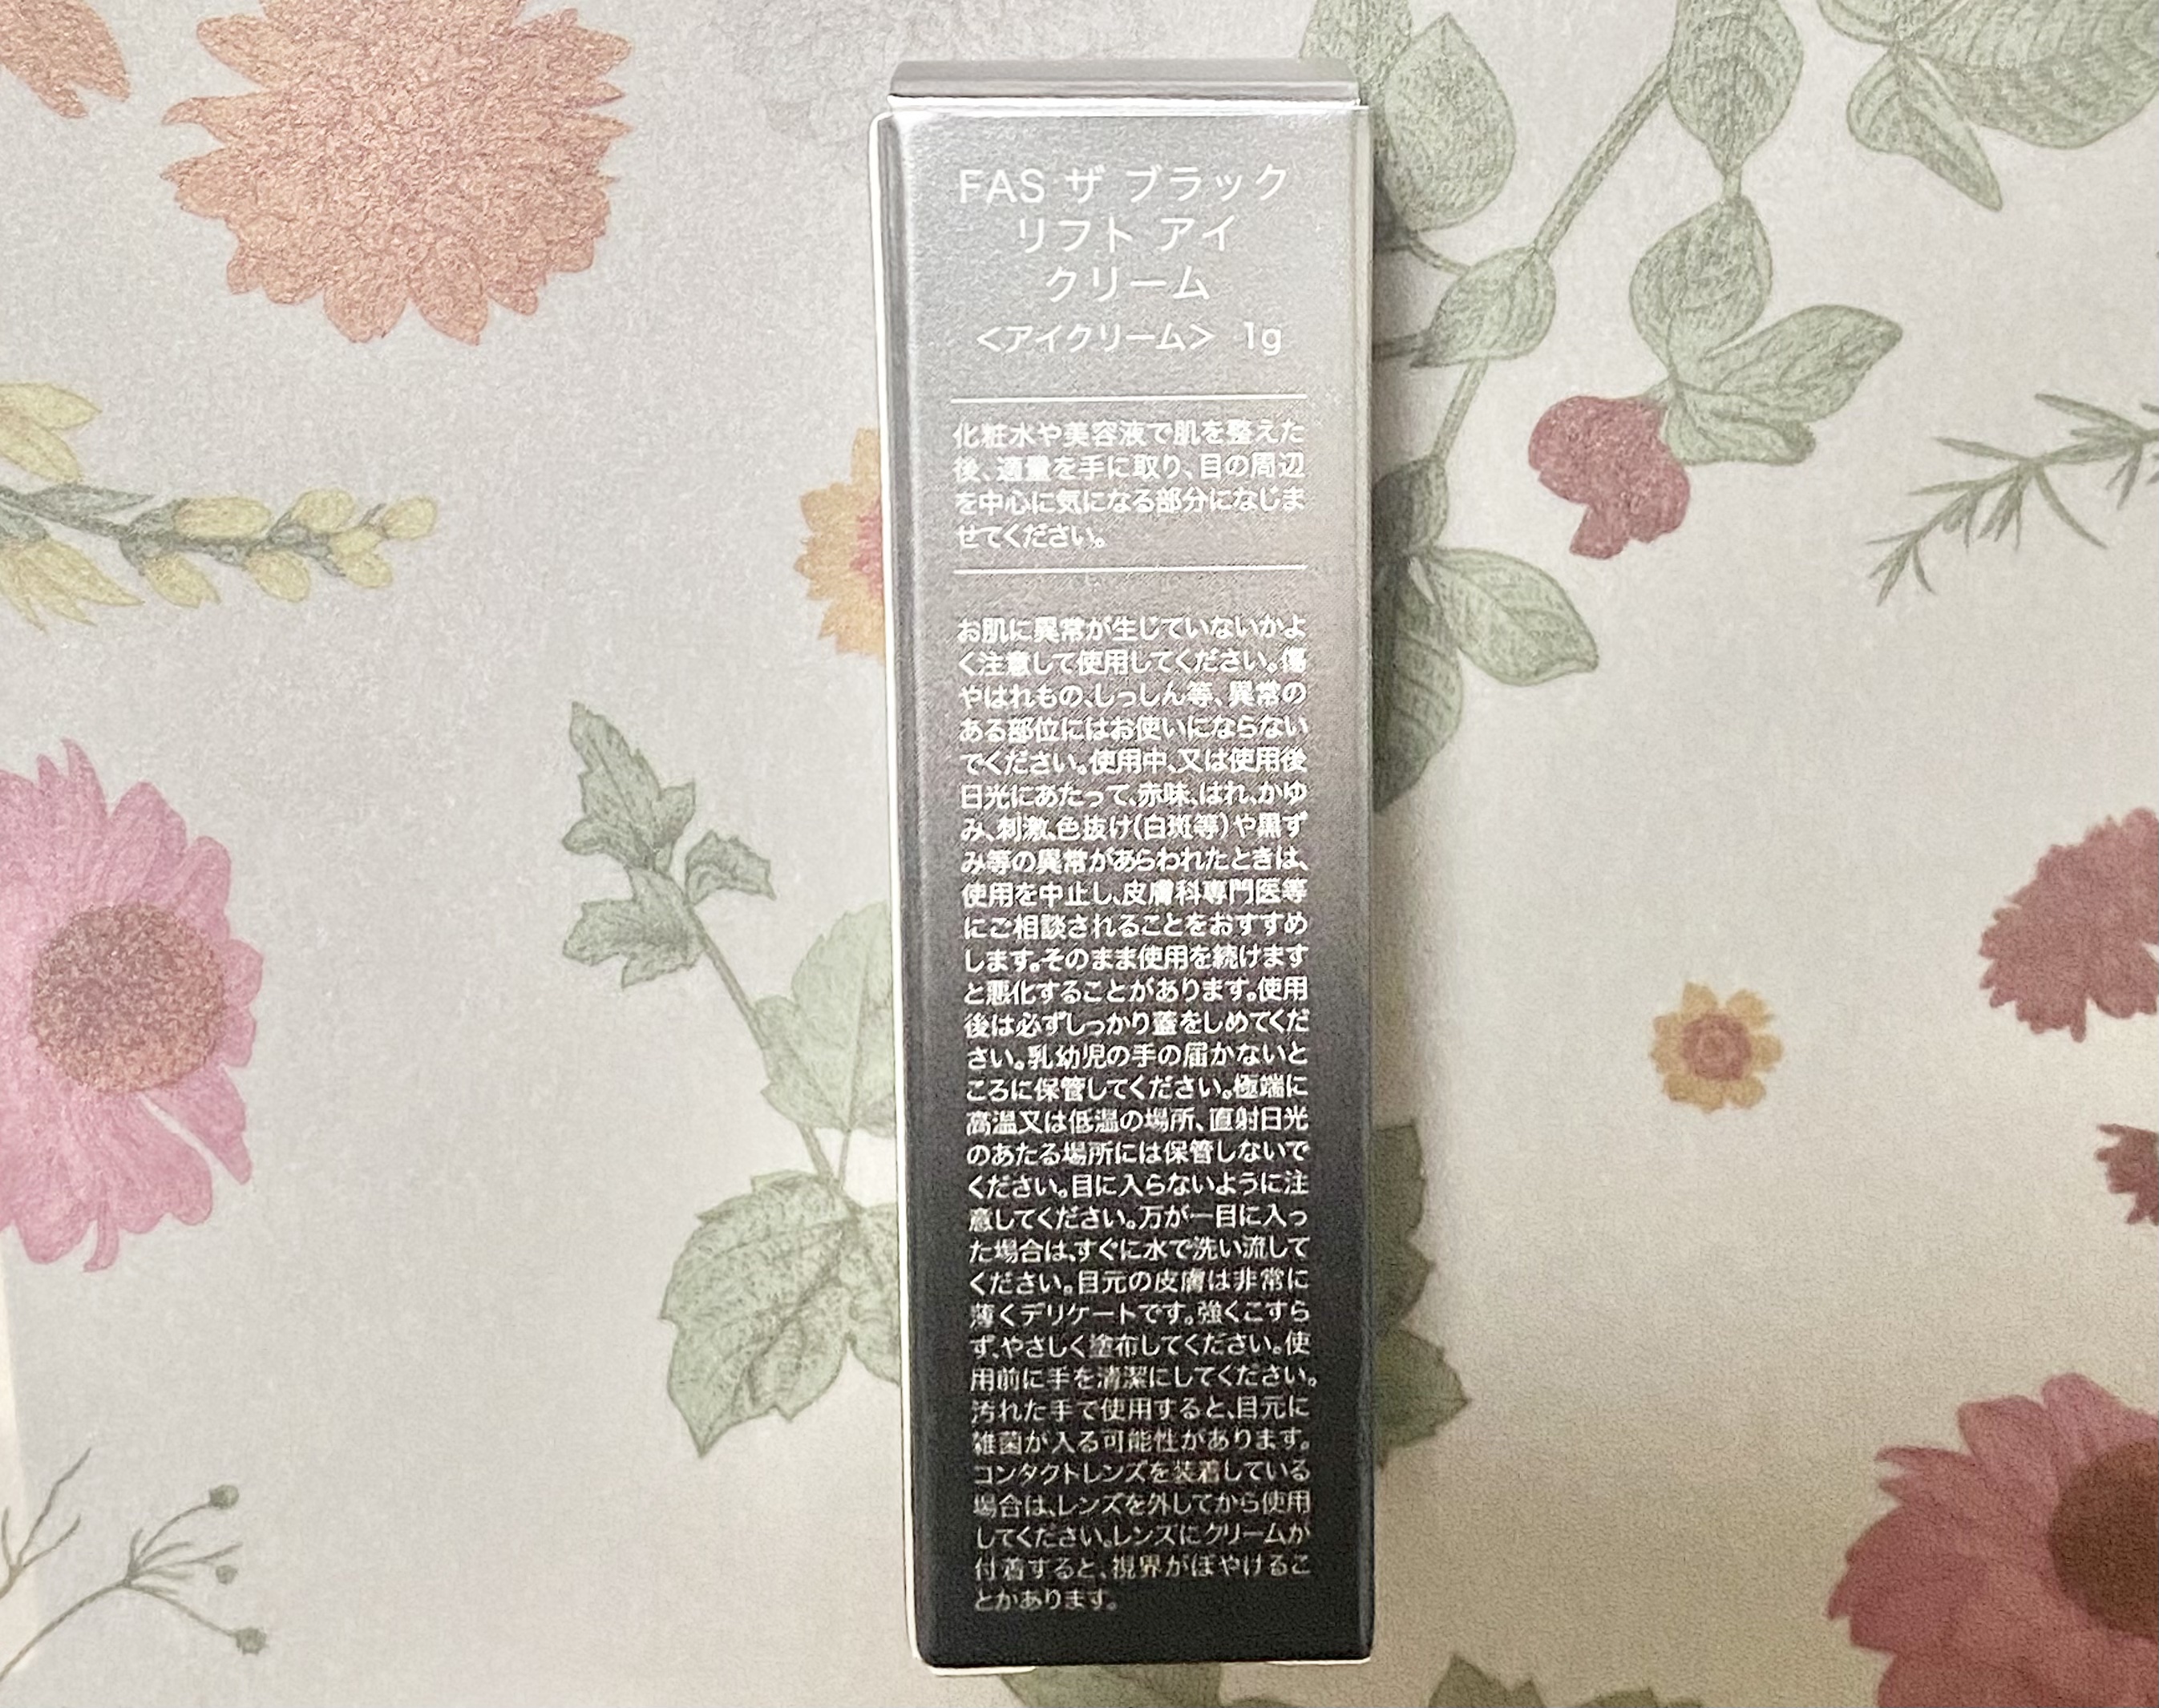 FAS ザ ブラック
リフト アイ
クリーム
<アイクリーム> 1g
化粧水や美容液で肌を整えた
後、適量を手に取り、目の周辺
を中心に気になる部分になじま
せてください。
お肌に異常が生じていないかよ
く注意して使用してください。傷
やはれもの、しっしん等、異常の
ある部位にはお使いにならない
でください。使用中、又は使用後
日光にあたって、赤味、はれ、かゆ
み、刺激、色抜け(白斑等)や黒ず
み等の異常があらわれたときは、
使用を中止し、皮膚科専門医等
にご相談されることをおすすめ
します。そのまま使用を続けます
と悪化することがあります。使用
後は必ずしっかり蓋をしめてくだ
さい。乳幼児の手の届かないと
ころに保管してください。極端に
高温又は低温の場所、直射日光
のあたる場所には保管しないで
ください。目に入らないように注
意してください。万が一目に入っ
た場合は、すぐに水で洗い流して
ください。目元の皮膚は非常に
薄くデリケートです。強くこすら
ず、やさしく塗布してください。使
用前に手を清潔にしてください。
汚れた手で使用すると、目元に
雑菌が入る可能性があります。
コンタクトレンズを装着している
場合は、レンズを外してから使用
してください。レンズにクリームが
付着すると、視界がぼやけるこ
とがあります。